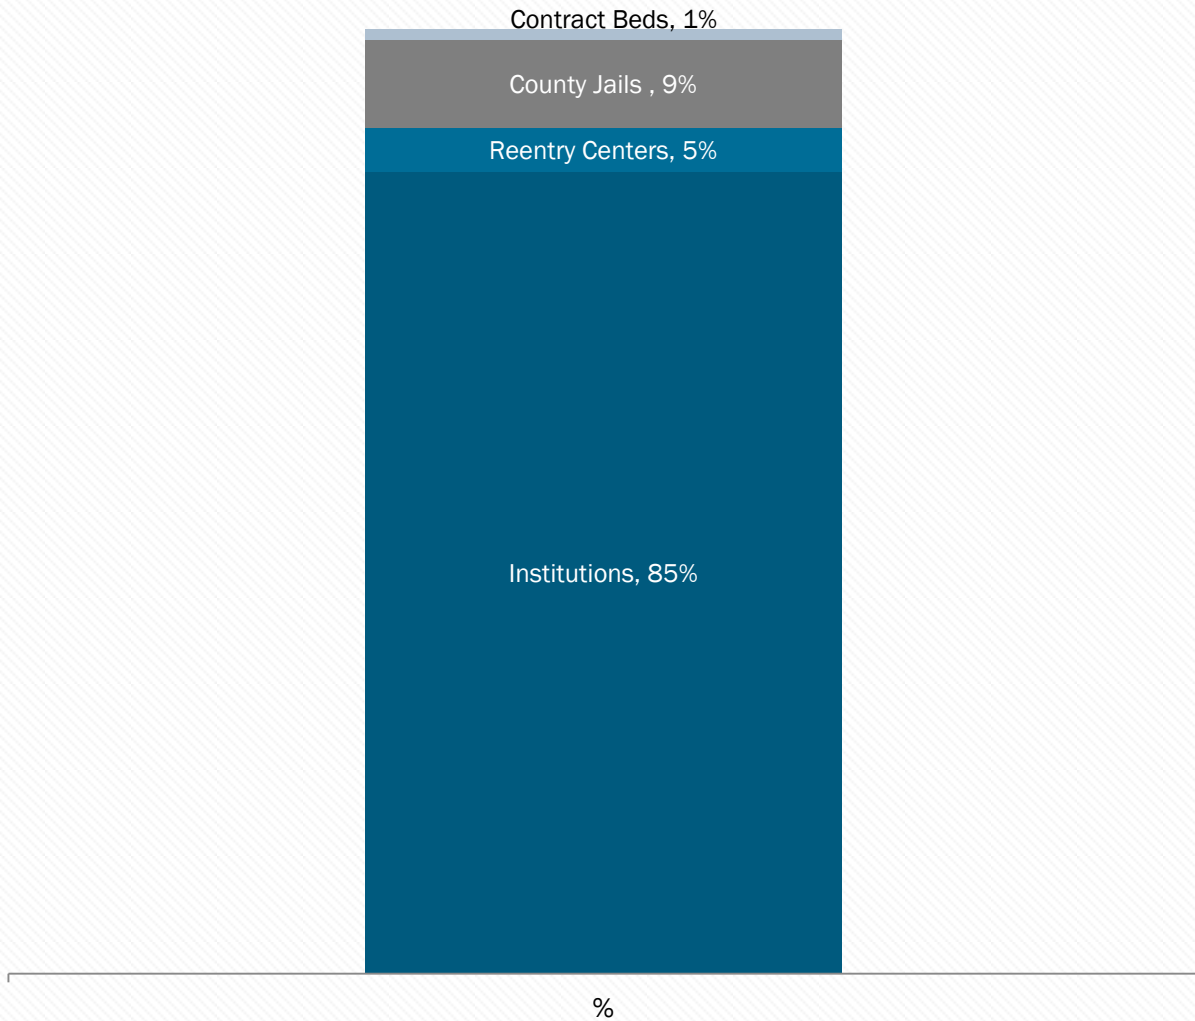 Contract Beds, 1%
County Jails , 9%
Reentry Centers, 5%
Institutions, 85%
%